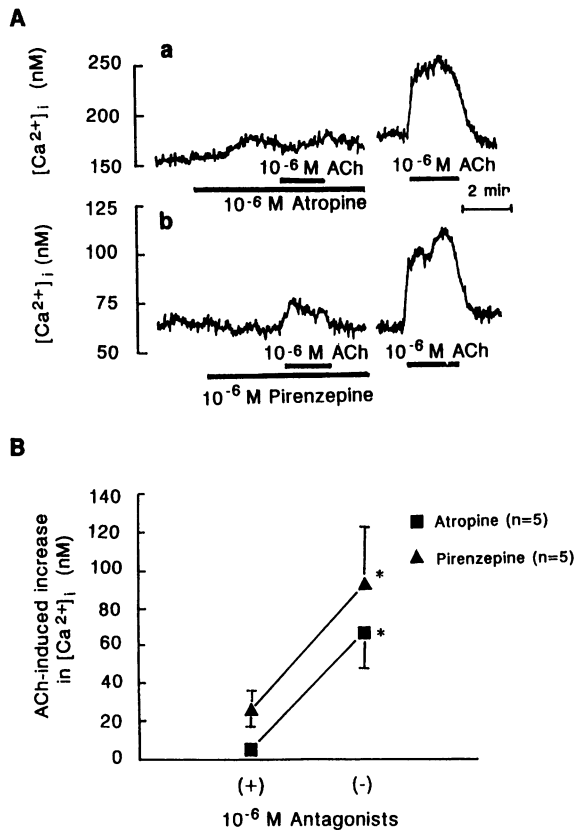 A
a
[Ca2+]i (nM)
250
200
150
10-6 M ACh
10-6 M ACh
10-6 M Atropine
2 min
b
[Ca2+]i (nM)
125
100
75
50
10-6 M ACh
10-6 M ACh
10-6 M Pirenzepine
B
ACh-induced increase
in [Ca2+]i (nM)
140
120
100
80
60
40
20
0
*
*
Atropine (n=5)
Pirenzepine (n=5)
(+)
(-)
10-6 M Antagonists